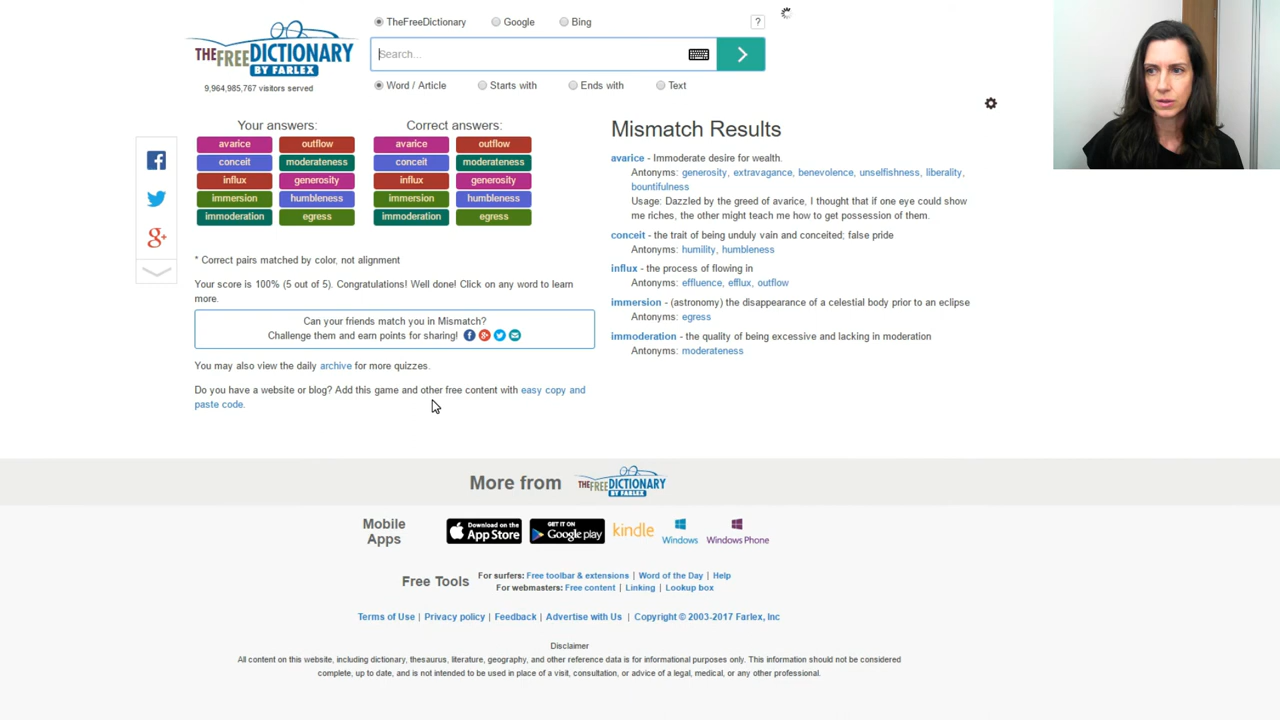 TheFreeDictionary Google Bing ?
THEFREEDICTIONARY
BY FARLEX
Search...
9,964,985,767 visitors served
Word / Article Starts with Ends with Text
Your answers: Correct answers:
avarice outflow avarice outflow
conceit moderateness conceit moderateness
influx generosity influx generosity
immersion humbleness immersion humbleness
immoderation egress immoderation egress
* Correct pairs matched by color, not alignment
Your score is 100% (5 out of 5). Congratulations! Well done! Click on any word to learn
more.
Can your friends match you in Mismatch?
Challenge them and earn points for sharing!
You may also view the daily archive for more quizzes.
Do you have a website or blog? Add this game and other free content with easy copy and
paste code.
Mismatch Results
avarice - Immoderate desire for wealth.
Antonyms: generosity, extravagance, benevolence, unselfishness, liberality,
bountifulness
Usage: Dazzled by the greed of avarice, I thought that if one eye could show
me riches, the other might teach me how to get possession of them.
conceit - the trait of being unduly vain and conceited; false pride
Antonyms: humility, humbleness
influx - the process of flowing in
Antonyms: effluence, efflux, outflow
immersion - (astronomy) the disappearance of a celestial body prior to an eclipse
Antonyms: egress
immoderation - the quality of being excessive and lacking in moderation
Antonyms: moderateness
More from THEFREEDICTIONARY
BY FARLEX
Mobile
Apps
Download on the
App Store
GET IT ON
Google play
kindle
Windows
Windows Phone
Free Tools
For surfers: Free toolbar & extensions | Word of the Day | Help
For webmasters: Free content | Linking | Lookup box
Terms of Use | Privacy policy | Feedback | Advertise with Us | Copyright © 2003-2017 Farlex, Inc
Disclaimer
All content on this website, including dictionary, thesaurus, literature, geography, and other reference data is for informational purposes only. This information should not be considered
complete, up to date, and is not intended to be used in place of a visit, consultation, or advice of a legal, medical, or any other professional.